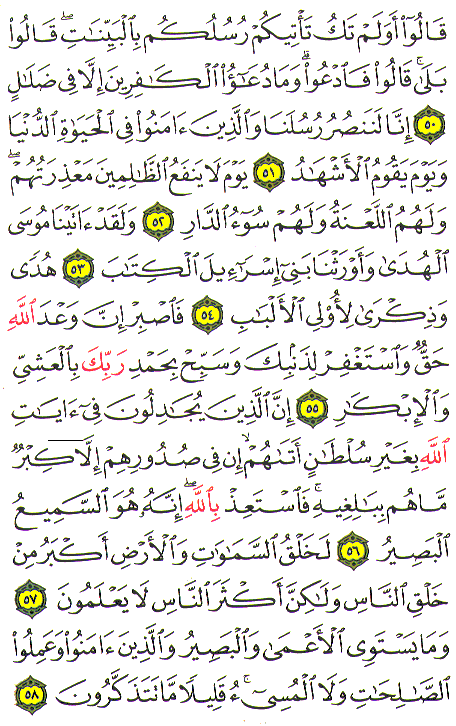 قَالُوٓا۟ أَوَلَمْ تَكُ تَأْتِيكُمْ رُسُلُكُم بِٱلْبَيِّنَٰتِ ۖ قَالُوا۟
بَلَىٰ ۚ قَالُوا۟ فَٱدْعُوا۟ ۗ وَمَا دُعَٰٓؤُا۟ ٱلْكَٰفِرِينَ إِلَّا فِى ضَلَٰلٍ
٥٠ إِنَّا لَنَنصُرُ رُسُلَنَا وَٱلَّذِينَ ءَامَنُوا۟ فِى ٱلْحَيَوٰةِ ٱلدُّنْيَا
وَيَوْمَ يَقُومُ ٱلْأَشْهَٰدُ ٥١ يَوْمَ لَا يَنفَعُ ٱلظَّٰلِمِينَ مَعْذِرَتُهُمْ ۖ
وَلَهُمُ ٱللَّعْنَةُ وَلَهُمْ سُوٓءُ ٱلدَّارِ ٥٢ وَلَقَدْ ءَاتَيْنَا مُوسَى
ٱلْهُدَىٰ وَأَوْرَثْنَا بَنِىٓ إِسْرَٰٓءِيلَ ٱلْكِتَٰبَ ٥٣ هُدًى
وَذِكْرَىٰ لِأُو۟لِى ٱلْأَلْبَٰبِ ٥٤ فَٱصْبِرْ إِنَّ وَعْدَ ٱللَّهِ
حَقٌّ وَٱسْتَغْفِرْ لِذَنۢبِكَ وَسَبِّحْ بِحَمْدِ رَبِّكَ بِٱلْعَشِىِّ
وَٱلْإِبْكَٰرِ ٥٥ إِنَّ ٱلَّذِينَ يُجَٰدِلُونَ فِىٓ ءَايَٰتِ
ٱللَّهِ بِغَيْرِ سُلْطَٰنٍ أَتَىٰهُمْ ۙ إِن فِى صُدُورِهِمْ إِلَّا كِبْرٌ
مَّا هُم بِبَٰلِغِيهِ ۚ فَٱسْتَعِذْ بِٱللَّهِ ۖ إِنَّهُۥ هُوَ ٱلسَّمِيعُ
ٱلْبَصِيرُ ٥٦ لَخَلْقُ ٱلسَّمَٰوَٰتِ وَٱلْأَرْضِ أَكْبَرُ مِنْ
خَلْقِ ٱلنَّاسِ وَلَٰكِنَّ أَكْثَرَ ٱلنَّاسِ لَا يَعْلَمُونَ ٥٧
وَمَا يَسْتَوِى ٱلْأَعْمَىٰ وَٱلْبَصِيرُ وَٱلَّذِينَ ءَامَنُوا۟ وَعَمِلُوا۟
ٱلصَّٰلِحَٰتِ وَلَا ٱلْمُسِىٓءُ ۚ قَلِيلًا مَّا تَتَذَكَّرُونَ ٥٨